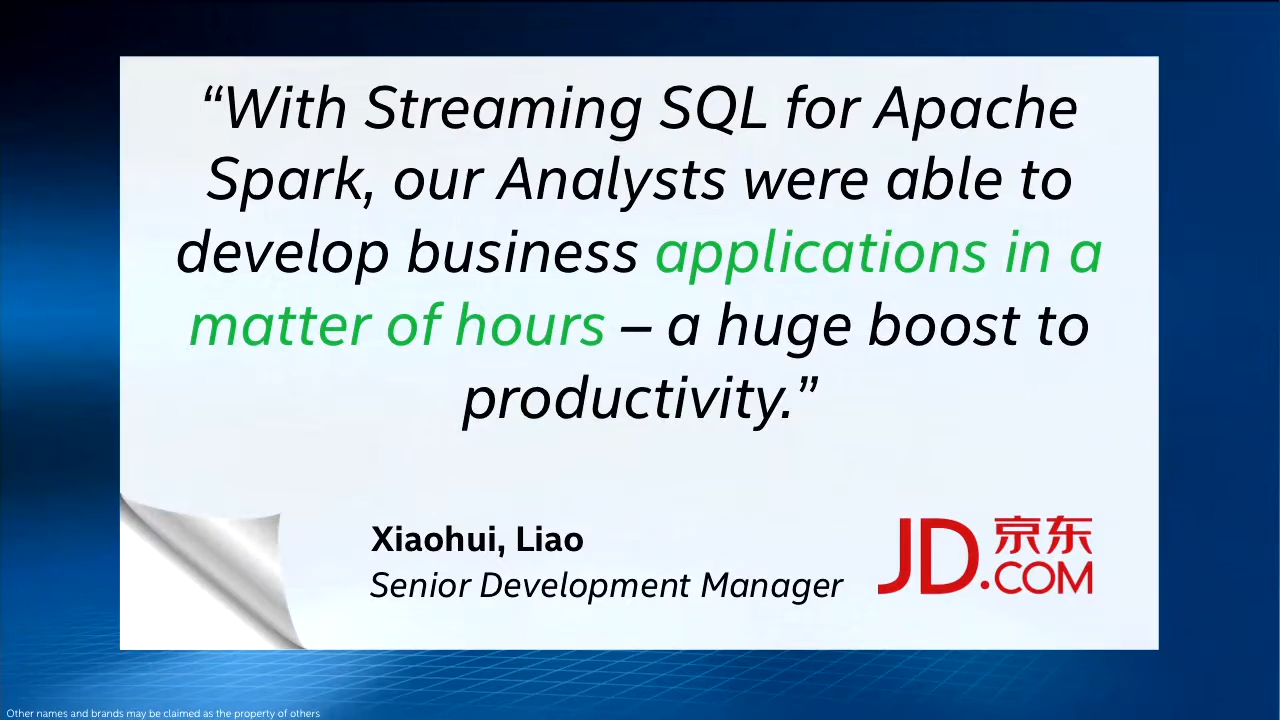 “With Streaming SQL for Apache
Spark, our Analysts were able to
develop business applications in a
matter of hours – a huge boost to
productivity.”
Xiaohui, Liao
Senior Development Manager
JD.京东
COM
Other names and brands may be claimed as the property of others